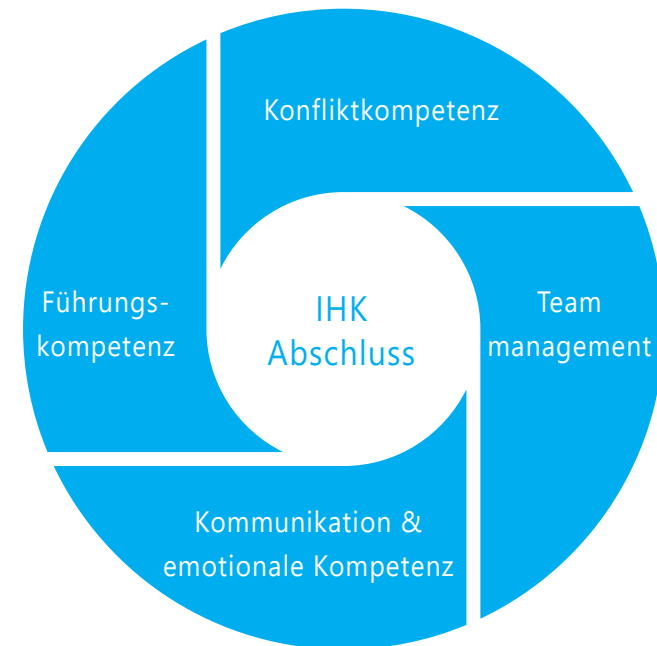 Konfliktkompetenz
Führungs-
kompetenz
IHK
Abschluss
Team
management
Kommunikation &
emotionale Kompetenz